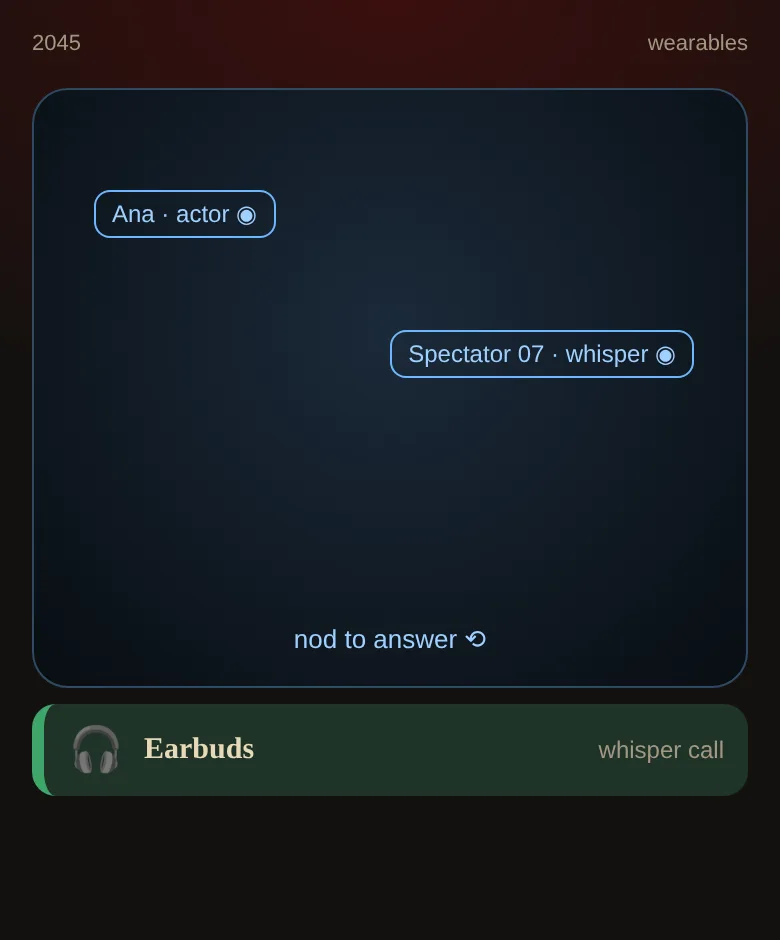 2045 wearables
Ana · actor ◉
Spectator 07 · whisper ◉
nod to answer ⟲
Earbuds whisper call